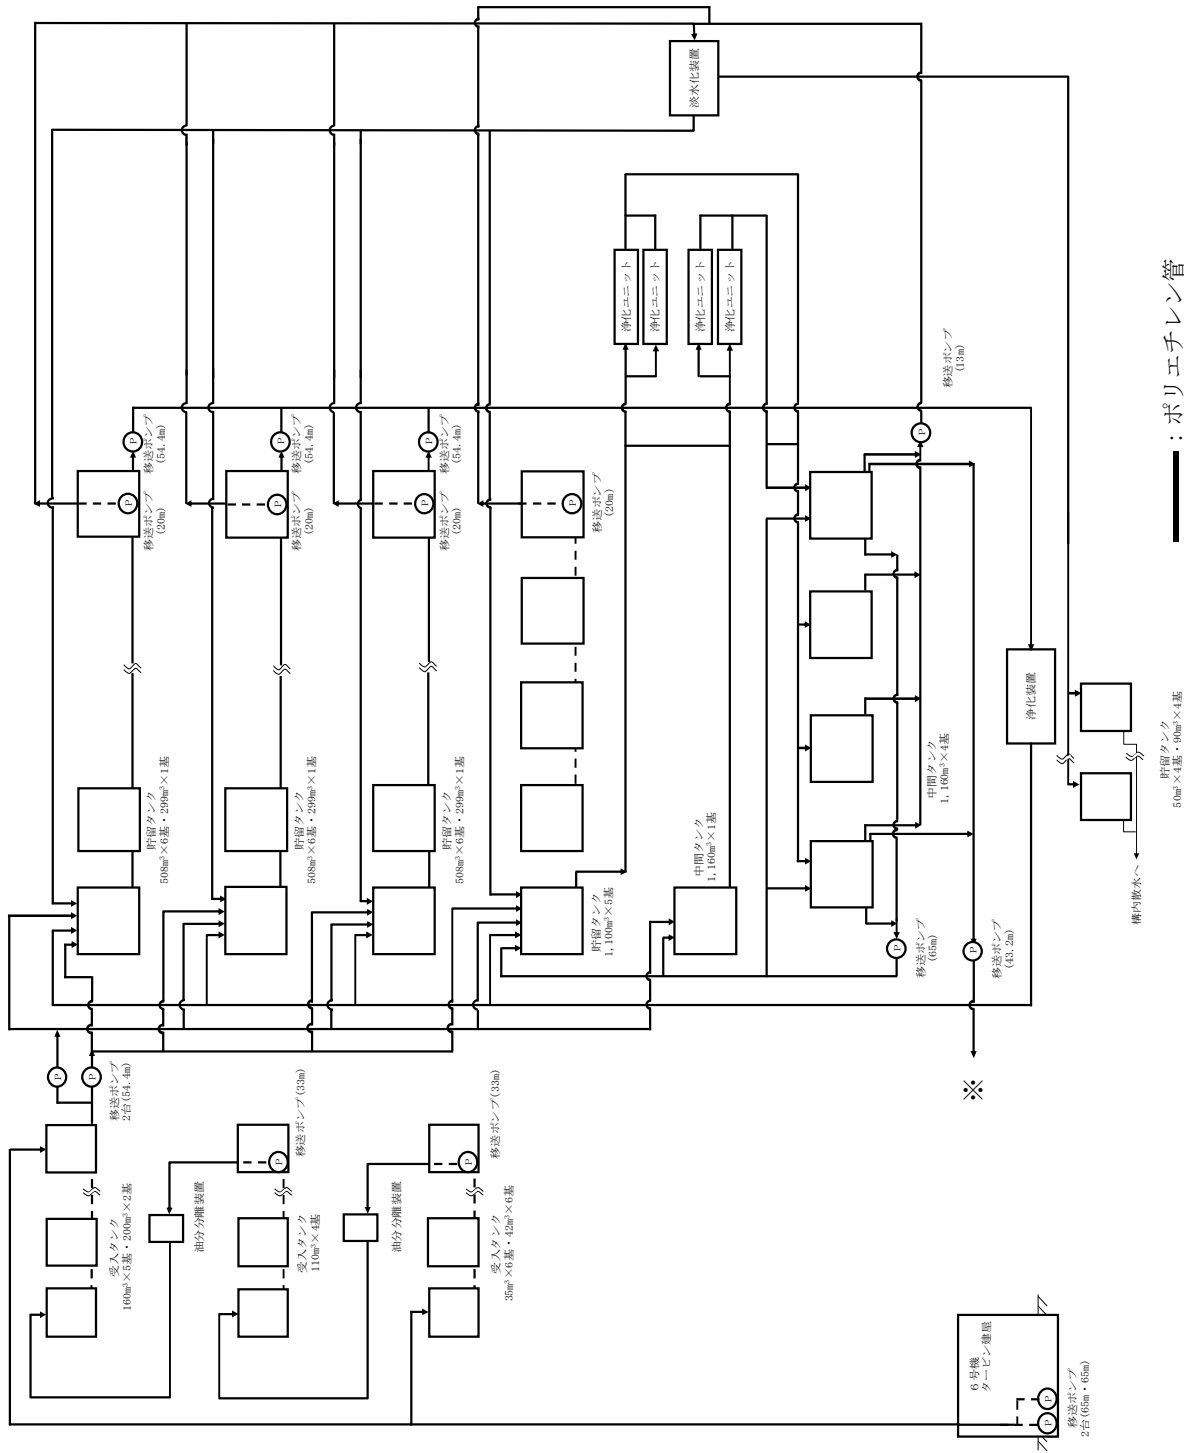 6号機
タービン建屋
移送ポンプ
2台(65m・65m)
P
P
受入タンク
160m³×5基・200m³×2基
油分分離装置
移送ポンプ
2台(54.4m)
P
P
受入タンク
110m³×4基
移送ポンプ(33m)
P
油分分離装置
受入タンク
35m³×6基・42m³×6基
移送ポンプ(33m)
P
貯留タンク
508m³×6基・299m³×1基
移送ポンプ
(20m)
P
移送ポンプ
(54.4m)
P
貯留タンク
508m³×6基・299m³×1基
移送ポンプ
(20m)
P
移送ポンプ
(54.4m)
P
貯留タンク
508m³×6基・299m³×1基
移送ポンプ
(20m)
P
移送ポンプ
(54.4m)
P
貯留タンク
1,100m³×5基
移送ポンプ
(20m)
P
中間タンク
1,160m³×1基
浄化ユニット
浄化ユニット
浄化ユニット
浄化ユニット
淡水化装置
中間タンク
1,160m³×4基
移送ポンプ
(65m)
P
移送ポンプ
(13m)
P
移送ポンプ
(43.2m)
P
※
浄化装置
貯留タンク
50m³×4基・90m³×4基
構内散水へ
：ポリエチレン管